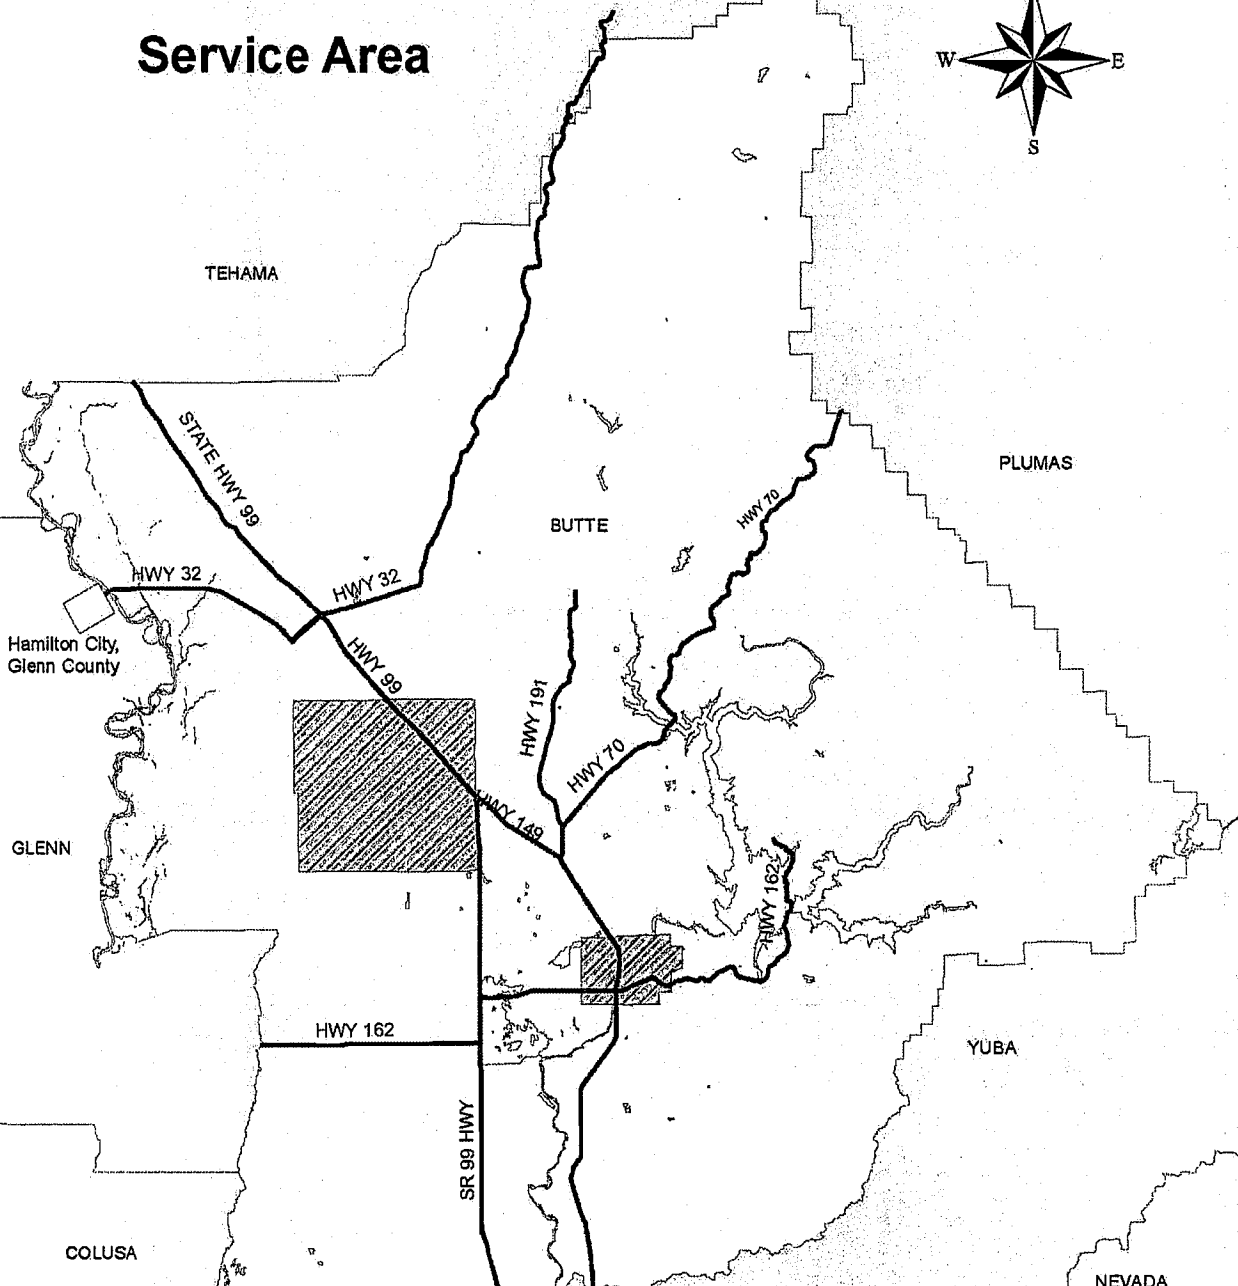 Service Area
W
E
S
TEHAMA
STATE HWY 99
PLUMAS
HWY 70
BUTTE
HWY 32
HWY 32
Hamilton City,
Glenn County
HWY 99
HWY 191
HWY 70
HWY 149
GLENN
HWY 162
HWY 162
YUBA
SR 99 HWY
COLUSA
NEVADA